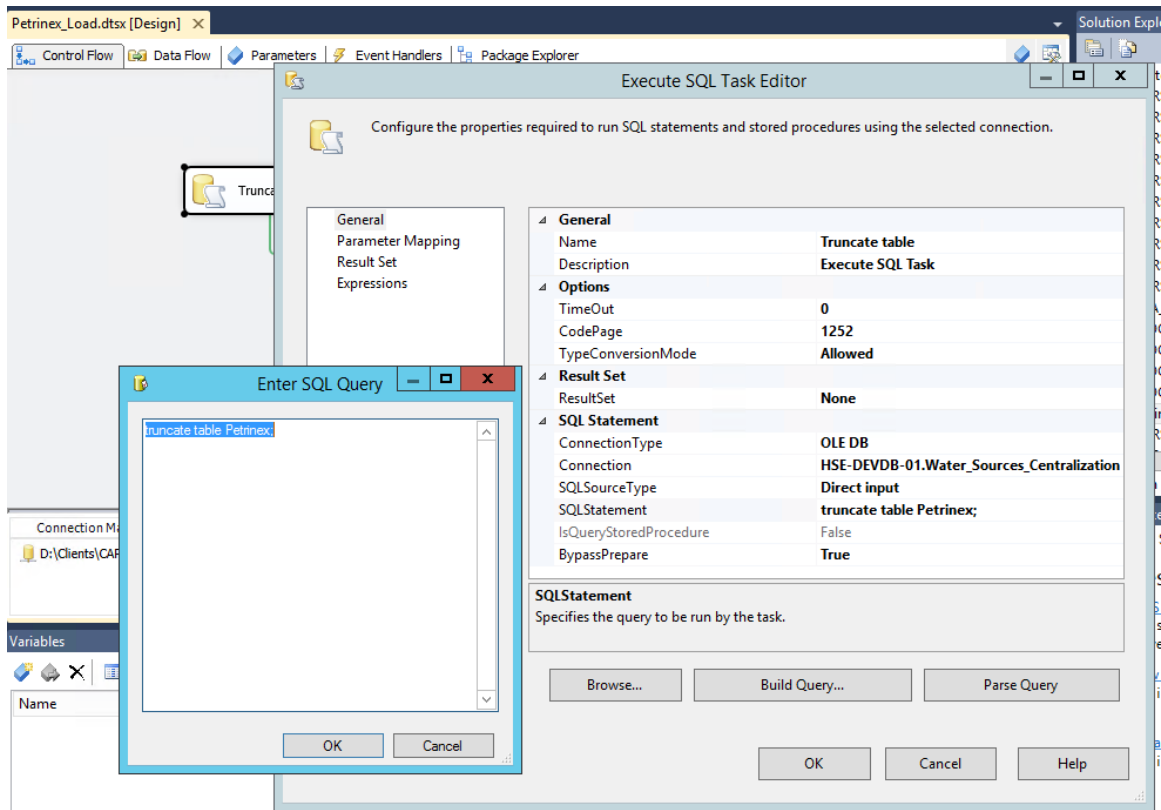 Petrinex_Load.dtsx [Design]
Solution Expl
Control Flow Data Flow Parameters Event Handlers Package Explorer
Execute SQL Task Editor
Configure the properties required to run SQL statements and stored procedures using the selected connection.
Trunca
General
Parameter Mapping
Result Set
Expressions
General
Name Truncate table
Description Execute SQL Task
Options
TimeOut 0
CodePage 1252
TypeConversionMode Allowed
Result Set
ResultSet None
SQL Statement
ConnectionType OLE DB
Connection HSE-DEVDB-01.Water_Sources_Centralization
SQLSourceType Direct input
SQLStatement truncate table Petrinex;
IsQueryStoredProcedure False
BypassPrepare True
SQLStatement
Specifies the query to be run by the task.
Browse... Build Query... Parse Query
OK Cancel Help
Enter SQL Query
truncate table Petrinex;
OK Cancel
Connection Ma
D:\Clients\CAP
Variables
Name